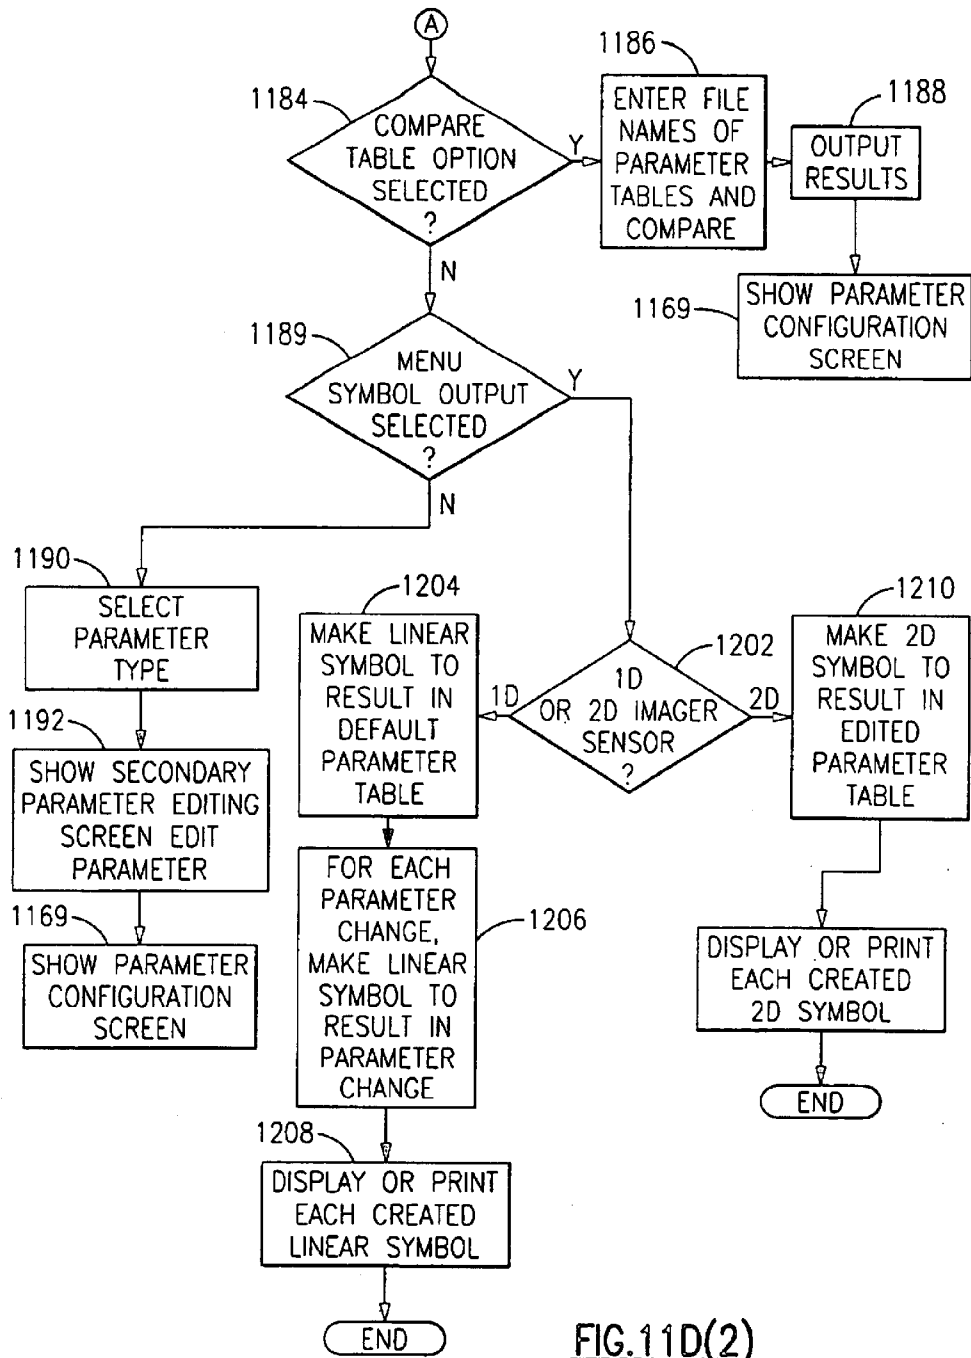 A
1184
COMPARE
TABLE OPTION
SELECTED
?
Y
N
1186
ENTER FILE
NAMES OF
PARAMETER
TABLES AND
COMPARE
1188
OUTPUT
RESULTS
1169
SHOW PARAMETER
CONFIGURATION
SCREEN
1189
MENU
SYMBOL OUTPUT
SELECTED
?
Y
N
1190
SELECT
PARAMETER
TYPE
1192
SHOW SECONDARY
PARAMETER EDITING
SCREEN EDIT
PARAMETER
1169
SHOW PARAMETER
CONFIGURATION
SCREEN
1202
1D
OR 2D IMAGER
SENSOR
?
1D
2D
1204
MAKE LINEAR
SYMBOL TO
RESULT IN
DEFAULT
PARAMETER
TABLE
1206
FOR EACH
PARAMETER
CHANGE,
MAKE LINEAR
SYMBOL TO
RESULT IN
PARAMETER
CHANGE
1208
DISPLAY OR PRINT
EACH CREATED
LINEAR SYMBOL
END
1210
MAKE 2D
SYMBOL TO
RESULT IN
EDITED
PARAMETER
TABLE
DISPLAY OR PRINT
EACH CREATED
2D SYMBOL
END
FIG.11D(2)